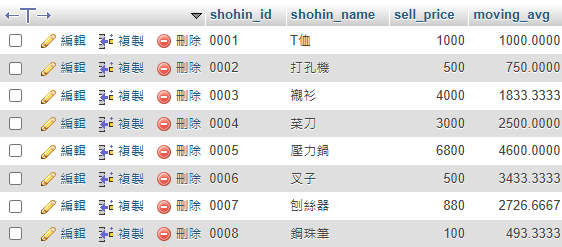 shohin_id shohin_name sell_price moving_avg
編輯 複製 刪除 0001 T恤 1000 1000.0000
編輯 複製 刪除 0002 打孔機 500 750.0000
編輯 複製 刪除 0003 襯衫 4000 1833.3333
編輯 複製 刪除 0004 菜刀 3000 2500.0000
編輯 複製 刪除 0005 壓力鍋 6800 4600.0000
編輯 複製 刪除 0006 叉子 500 3433.3333
編輯 複製 刪除 0007 刨絲器 880 2726.6667
編輯 複製 刪除 0008 鋼珠筆 100 493.3333